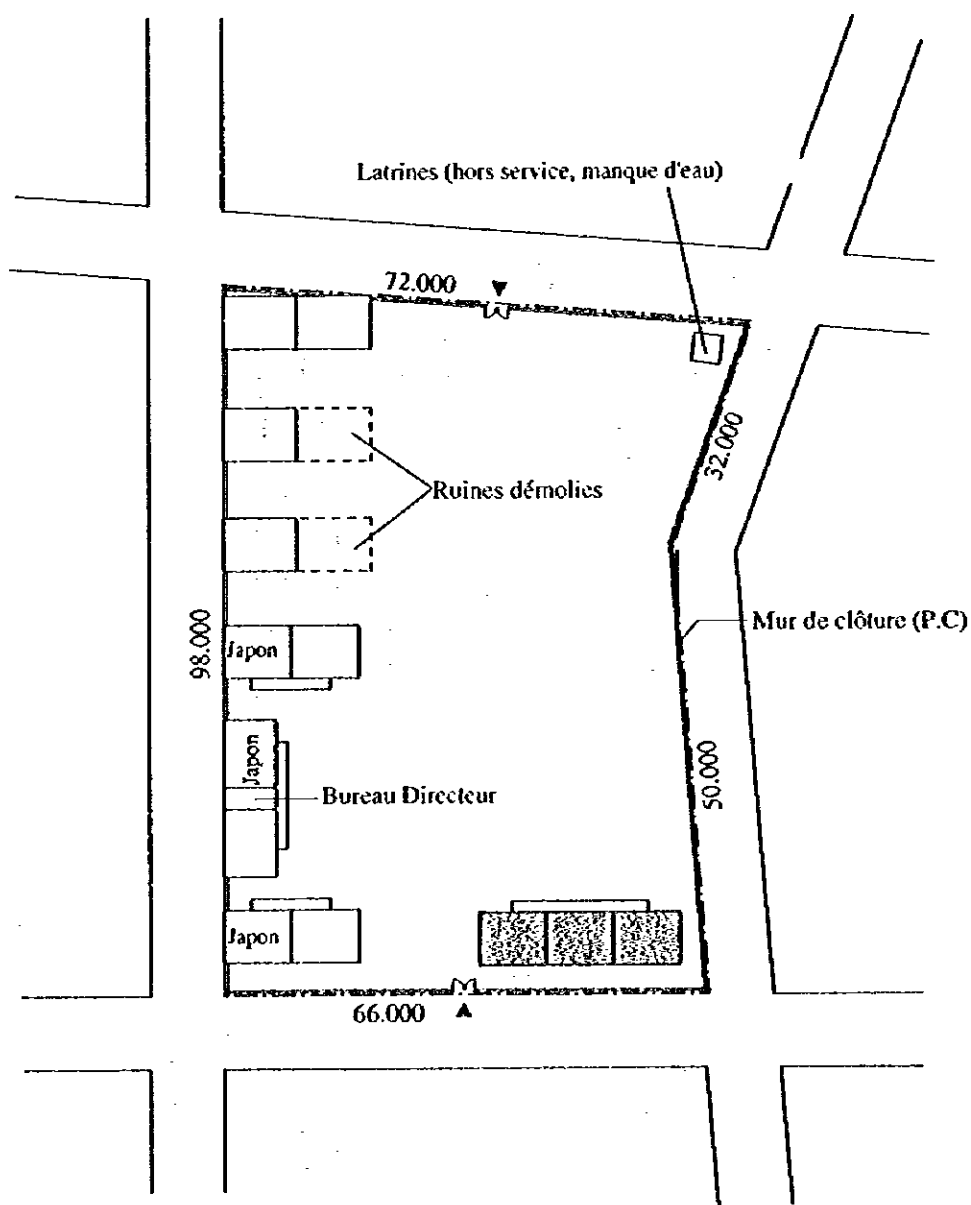 Latrines (hors service, manque d'eau)
72.000
32.000
Ruines démolies
Mur de clôture (P.C)
98.000
Japon
Japon
50.000
Bureau Directeur
Japon
66.000